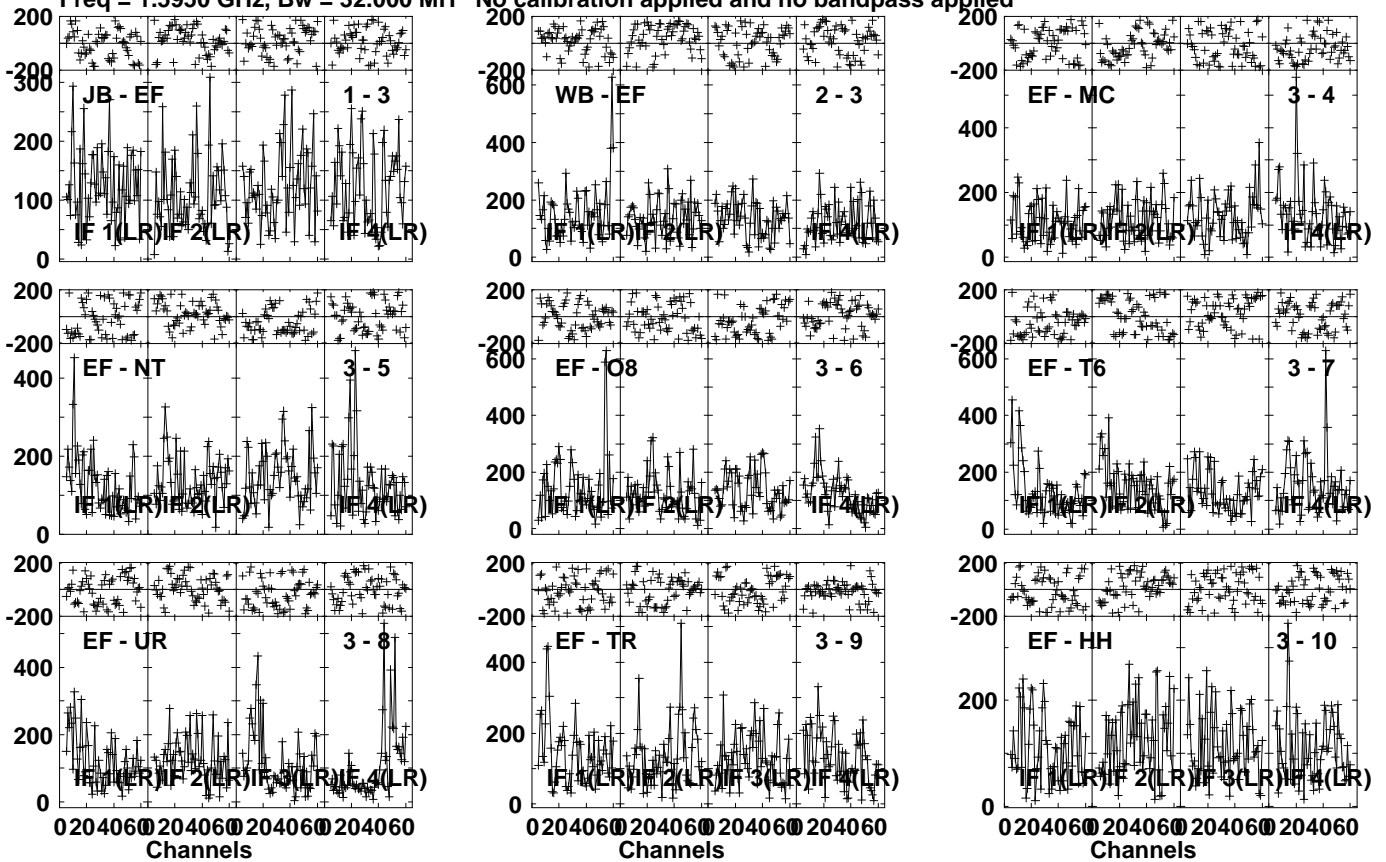 Freq = 1.5950 GHz, Bw = 32.000 MH No calibration applied and no bandpass applied
200 200 200
-200 -200 -200
300 JB - EF 1 - 3 600 WB - EF 2 - 3 EF - MC 3 - 4
200 400 400
100 200 200
IF 1(LR) IF 2(LR) IF 4(LR) IF 1(LR) IF 2(LR) IF 4(LR) IF 1(LR) IF 2(LR) IF 4(LR)
0 0 0
200 200 200
-200 -200 -200
EF - NT 3 - 5 600 EF - O8 3 - 6 600 EF - T6 3 - 7
400 400 400
200 200 200
IF 1(LR) IF 2(LR) IF 4(LR) IF 1(LR) IF 2(LR) IF 4(LR) IF 1(LR) IF 2(LR) IF 4(LR)
0 0 0
200 200 200
-200 -200 -200
EF - UR 3 - 8 EF - TR 3 - 9 EF - HH 3 - 10
400 400
200 200 200
IF 1(LR) IF 2(LR) IF 3(LR) IF 4(LR) IF 1(LR) IF 2(LR) IF 3(LR) IF 4(LR) IF 1(LR) IF 2(LR) IF 3(LR) IF 4(LR)
0 0 0
0 20 40 60 0 20 40 60 0 20 40 60 0 20 40 60 0 20 40 60 0 20 40 60 0 20 40 60 0 20 40 60 0 20 40 60 0 20 40 60 0 20 40 60 0 20 40 60
Channels Channels Channels